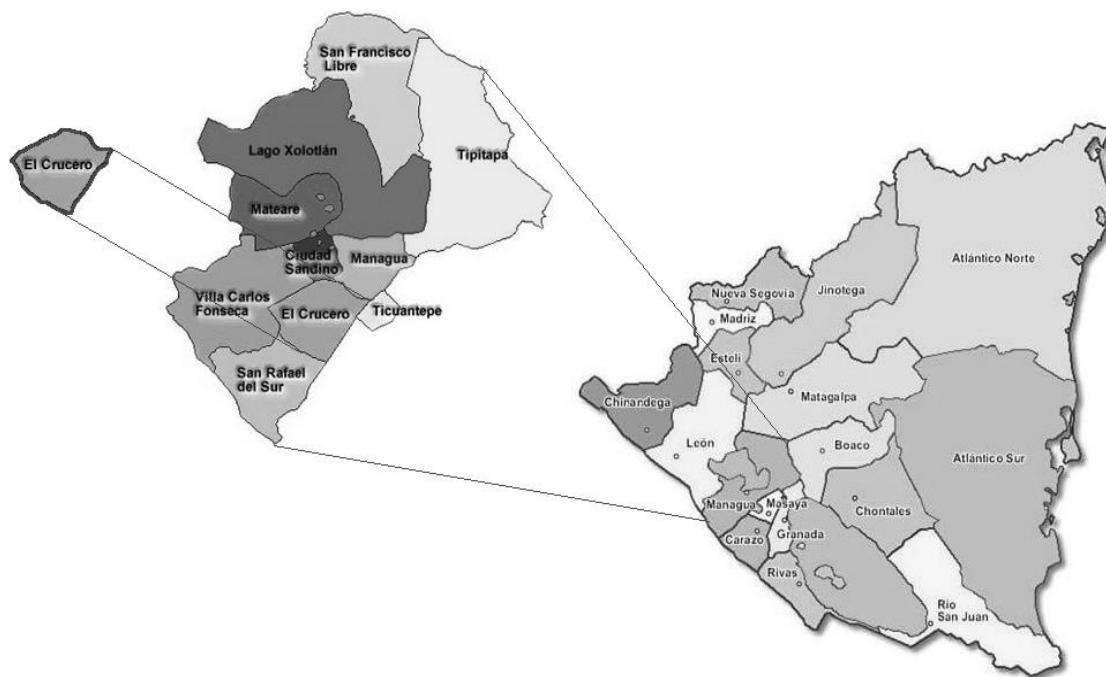 San Francisco
Libre
El Crucero
Lago Xolotlán
Tipitapa
Mateare
Ciudad
Sandino
Managua
Villa Carlos
Fonseca
El Crucero
Ticuantepe
San Rafael
del Sur
Atlántico Norte
Nueva Segovia
Jinotega
Madriz
Estelí
Chinandega
Matagalpa
León
Boaco
Atlántico Sur
Managua
Masaya
Chontales
Carazo
Granada
Rivas
Río
San Juan